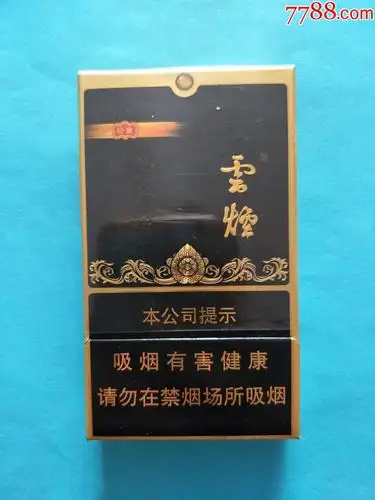 7788.com
雲煙
®
本公司提示
吸烟有害健康
请勿在禁烟场所吸烟